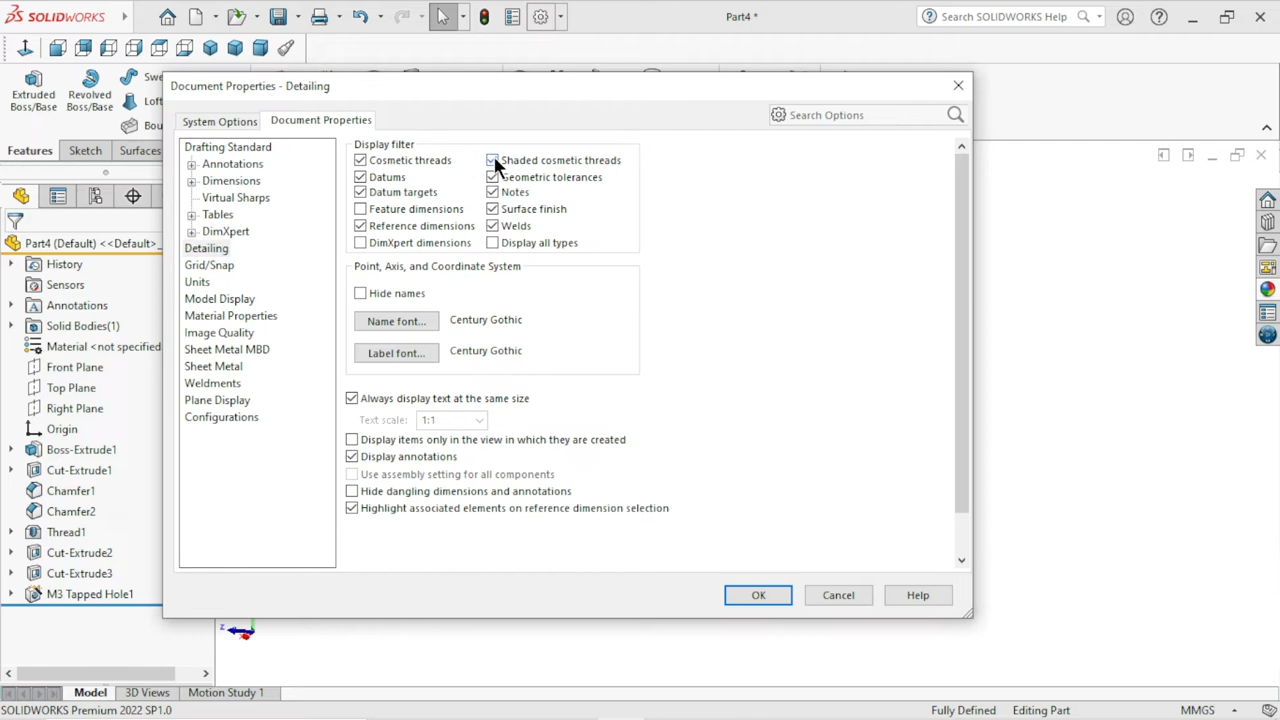 SOLIDWORKS
Part4 *
Search SOLIDWORKS Help
Extruded Boss/Base
Revolved Boss/Base
Features
Sketch
Surfaces
Part4 (Default) <<Default>_
History
Sensors
Annotations
Solid Bodies(1)
Material <not specified
Front Plane
Top Plane
Right Plane
Origin
Boss-Extrude1
Cut-Extrude1
Chamfer1
Chamfer2
Thread1
Cut-Extrude2
Cut-Extrude3
M3 Tapped Hole1
Document Properties - Detailing
System Options
Document Properties
Search Options
Drafting Standard
Annotations
Dimensions
Virtual Sharps
Tables
DimXpert
Detailing
Grid/Snap
Units
Model Display
Material Properties
Image Quality
Sheet Metal MBD
Sheet Metal
Weldments
Plane Display
Configurations
Display filter
Cosmetic threads
Shaded cosmetic threads
Datums
Geometric tolerances
Datum targets
Notes
Feature dimensions
Surface finish
Reference dimensions
Welds
DimXpert dimensions
Display all types
Point, Axis, and Coordinate System
Hide names
Name font...
Century Gothic
Label font...
Century Gothic
Always display text at the same size
Text scale:
1:1
Display items only in the view in which they are created
Display annotations
Use assembly setting for all components
Hide dangling dimensions and annotations
Highlight associated elements on reference dimension selection
OK
Cancel
Help
z
Model
3D Views
Motion Study 1
SOLIDWORKS Premium 2022 SP1.0
Fully Defined
Editing Part
MMGS